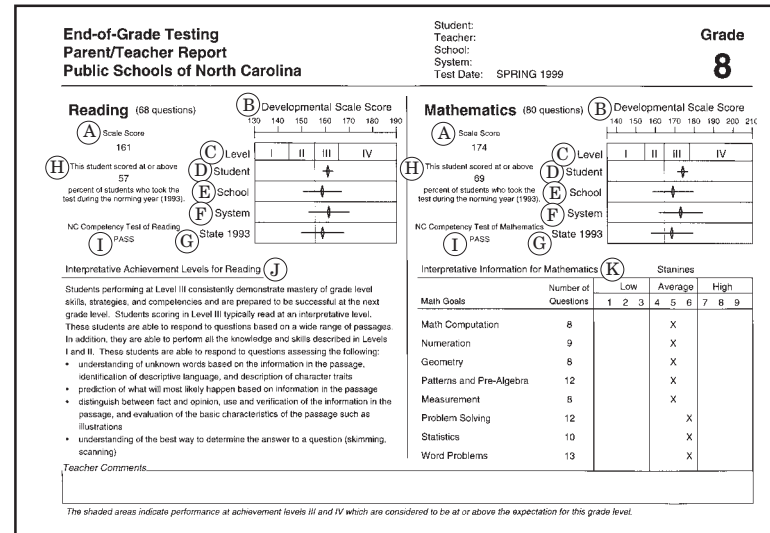 End-of-Grade Testing
Parent/Teacher Report
Public Schools of North Carolina
Student:
Teacher:
School:
System:
Test Date: SPRING 1999
Grade
8
Reading (68 questions)
A Scale Score
161
H This student scored at or above
57
percent of students who took the
test during the norming year (1993).
NC Competency Test of Reading
I PASS
B Developmental Scale Score
130 140 150 160 170 180 190
C Level I II III IV
D Student
E School
F System
G State 1993
Mathematics (80 questions)
A Scale Score
174
H This student scored at or above
69
percent of students who took the
test during the norming year (1993).
NC Competency Test of Mathematics
I PASS
B Developmental Scale Score
140 150 160 170 180 190 200 210
C Level I II III IV
D Student
E School
F System
G State 1993
Interpretative Achievement Levels for Reading J
Students performing at Level III consistently demonstrate mastery of grade level
skills, strategies, and competencies and are prepared to be successful at the next
grade level. Students scoring in Level III typically read at an interpretive level.
These students are able to respond to questions based on a wide range of passages.
In addition, they are able to perform all the knowledge and skills described in Levels
I and II. These students are able to respond to questions assessing the following:
• understanding of unknown words based on the information in the passage,
identification of descriptive language, and description of character traits
• prediction of what will most likely happen based on information in the passage
• distinguish between fact and opinion, use and verification of the information in the
passage, and evaluation of the basic characteristics of the passage such as
illustrations
• understanding of the best way to determine the answer to a question (skimming,
scanning)
Interpretative Information for Mathematics K Stanines
Number of Low Average High
Math Goals Questions 1 2 3 4 5 6 7 8 9
Math Computation 8 X
Numeration 9 X
Geometry 8 X
Patterns and Pre-Algebra 12 X
Measurement 8 X
Problem Solving 12 X
Statistics 10 X
Word Problems 13 X
Teacher Comments
The shaded areas indicate performance at achievement levels III and IV which are considered to be at or above the expectation for this grade level.